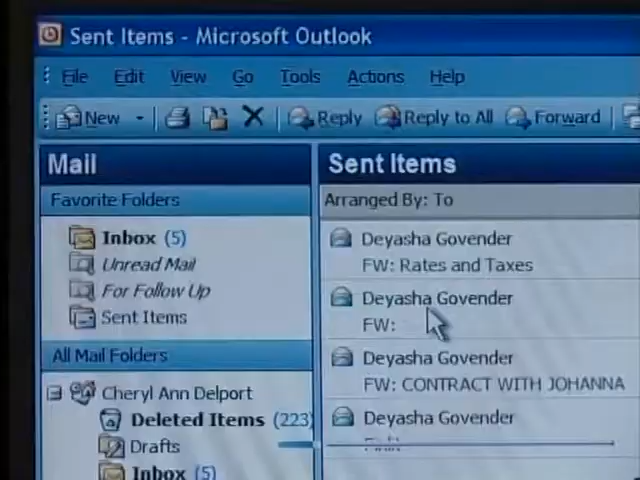 Sent Items - Microsoft Outlook
File Edit View Go Tools Actions Help
New Reply Reply to All Forward
Mail
Favorite Folders
Inbox (5)
Unread Mail
For Follow Up
Sent Items
All Mail Folders
Cheryl Ann Delport
Deleted Items (223)
Drafts
Inbox (5)
Sent Items
Arranged By: To
Deyasha Govender
FW: Rates and Taxes
Deyasha Govender
FW:
Deyasha Govender
FW: CONTRACT WITH JOHANNA
Deyasha Govender